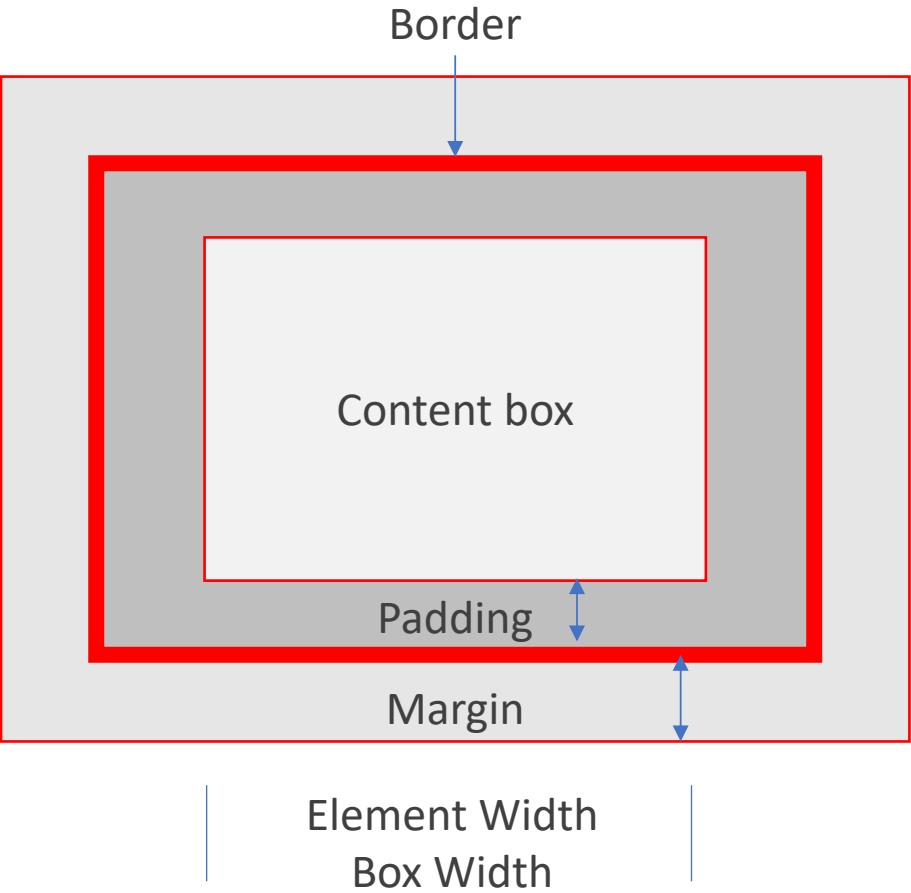 Border
Content box
Padding
Margin
Element Width
Box Width